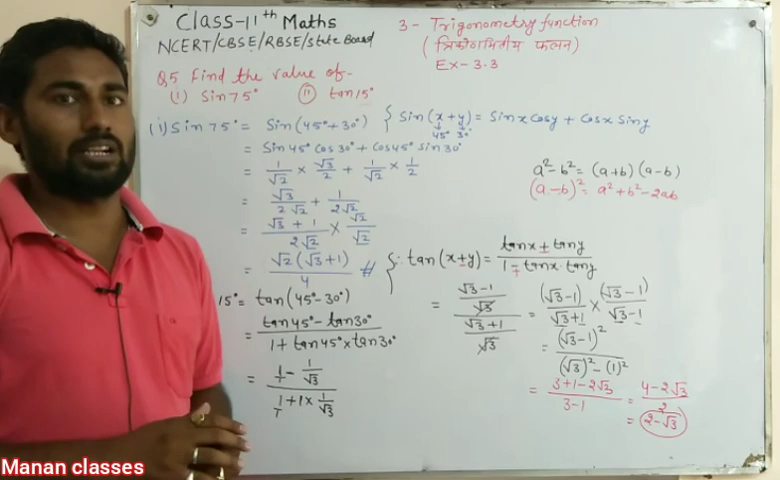 Class-11th Maths
NCERT/CBSE/RBSE/State Board
3 - Trigonometry function
(त्रिकोणमितीय फलन)
Ex-3.3
Q5 Find the value of-
(i) Sin75° (ii) tan15°
(i) Sin75° = Sin(45°+30°) { Sin(x+y) = Sinx Cosy + Cosx Siny
45° 30°
= Sin45° Cos30° + Cos45° Sin30°
= 1/√2 × √3/2 + 1/√2 × 1/2
= √3/2√2 + 1/2√2
= √3+1/2√2 × √2/√2
= √2(√3+1)/4 #
a²-b² = (a+b)(a-b)
(a-b)² = a²+b²-2ab
{ ∵ tan(x±y) = tanx ± tany/1∓tanx·tany
15° = tan(45°-30°)
= tan45° - tan30°/1+tan45°×tan30°
= 1/1 - 1/√3/1/1+1×1/√3
= √3-1/√3/√3+1/√3 = (√3-1)/√3+1 × (√3-1)/√3-1
= (√3-1)²/(√3)²-(1)²
= 3+1-2√3/3-1 = 4-2√3/2
= 2-√3
Manan classes